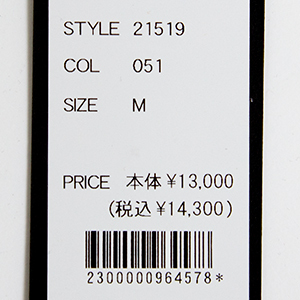 STYLE 21519
COL 051
SIZE M
PRICE 本体 ¥13,000
(税込 ¥14,300)
2300000964578*